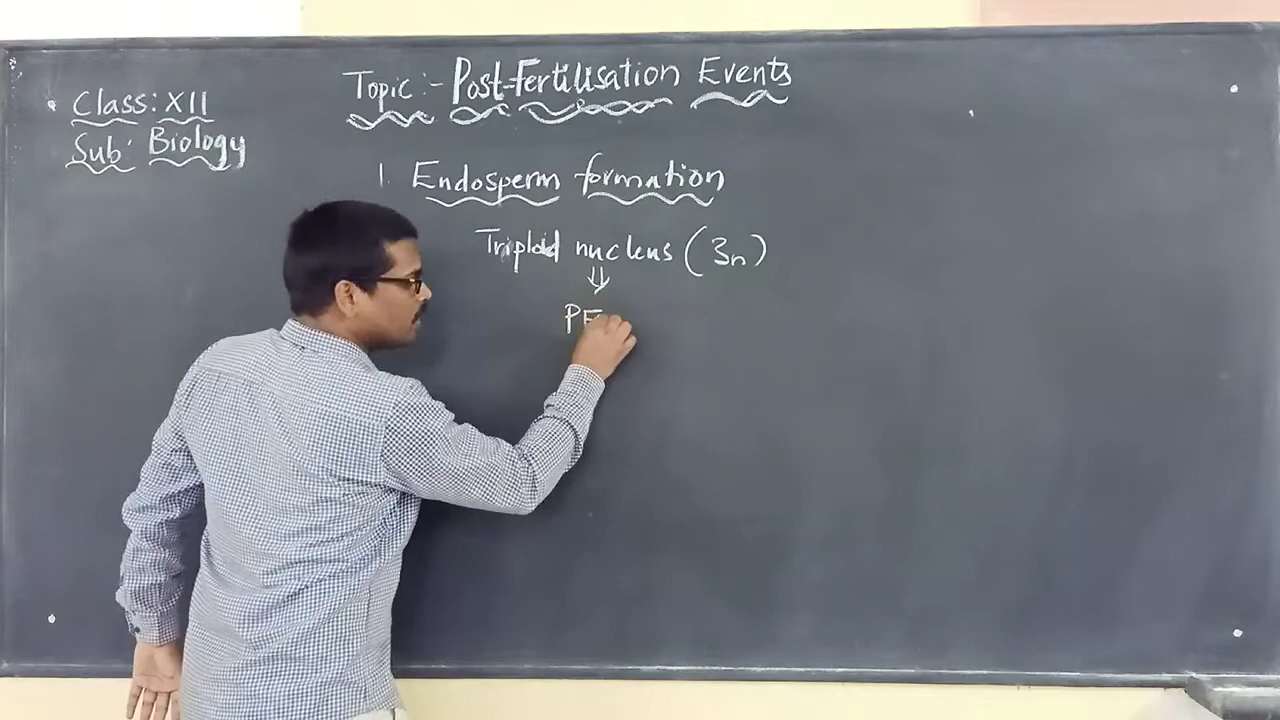 Class: XII
Sub: Biology
Topic:- Post-Fertilisation Events
1. Endosperm formation
Triploid nucleus (3n)
⇓
PE